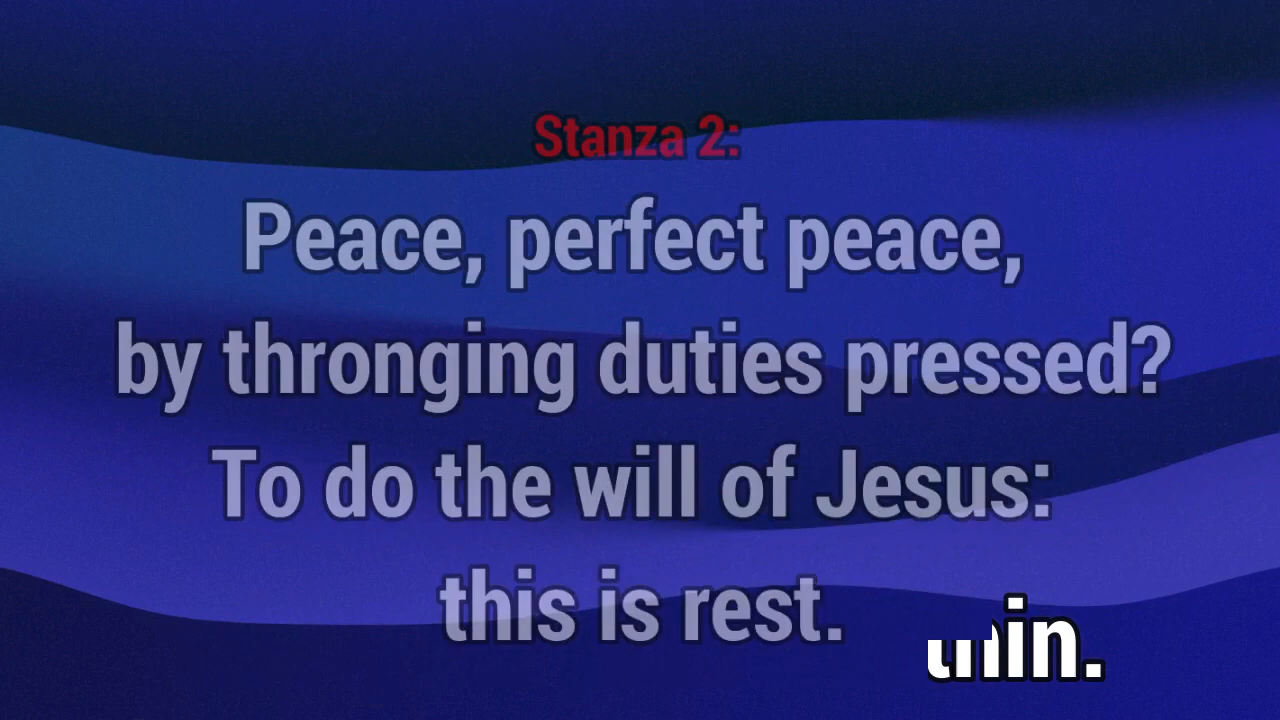 Stanza 2:
Peace, perfect peace,
by thronging duties pressed?
To do the will of Jesus:
this is rest.